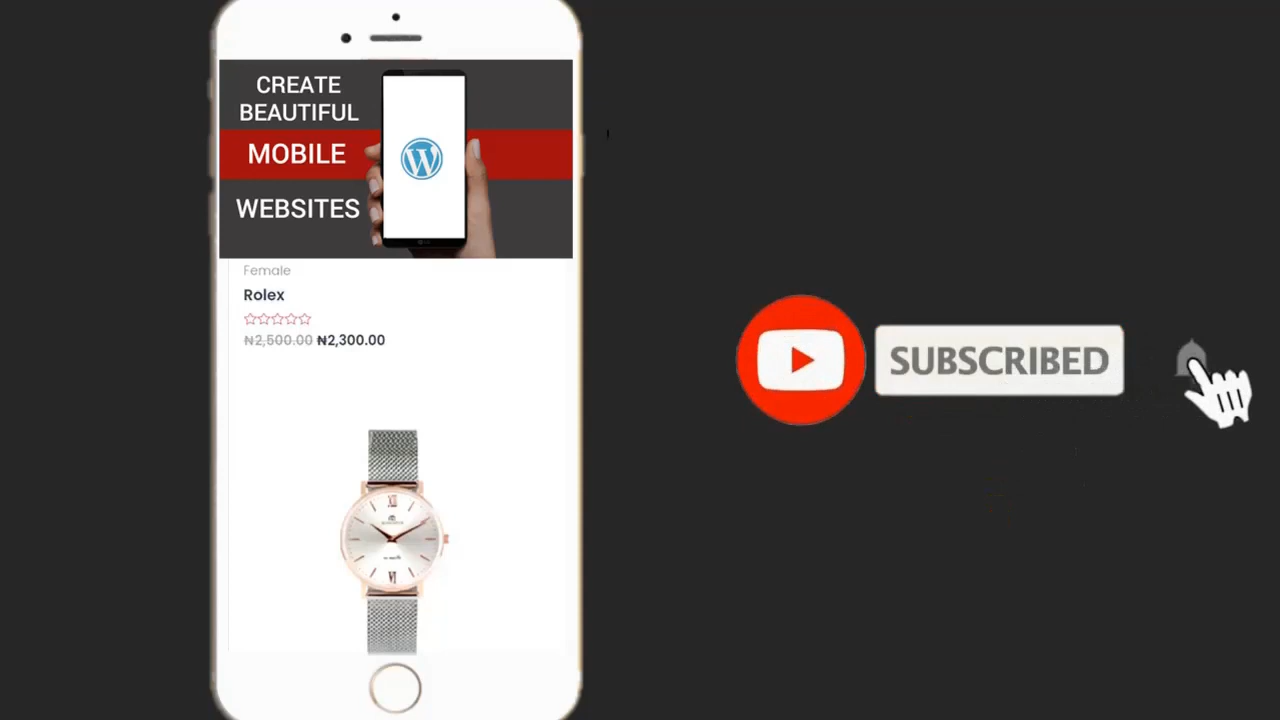 CREATE
BEAUTIFUL
MOBILE
WEBSITES
Female
Rolex
₦2,500.00 ₦2,300.00
SUBSCRIBED